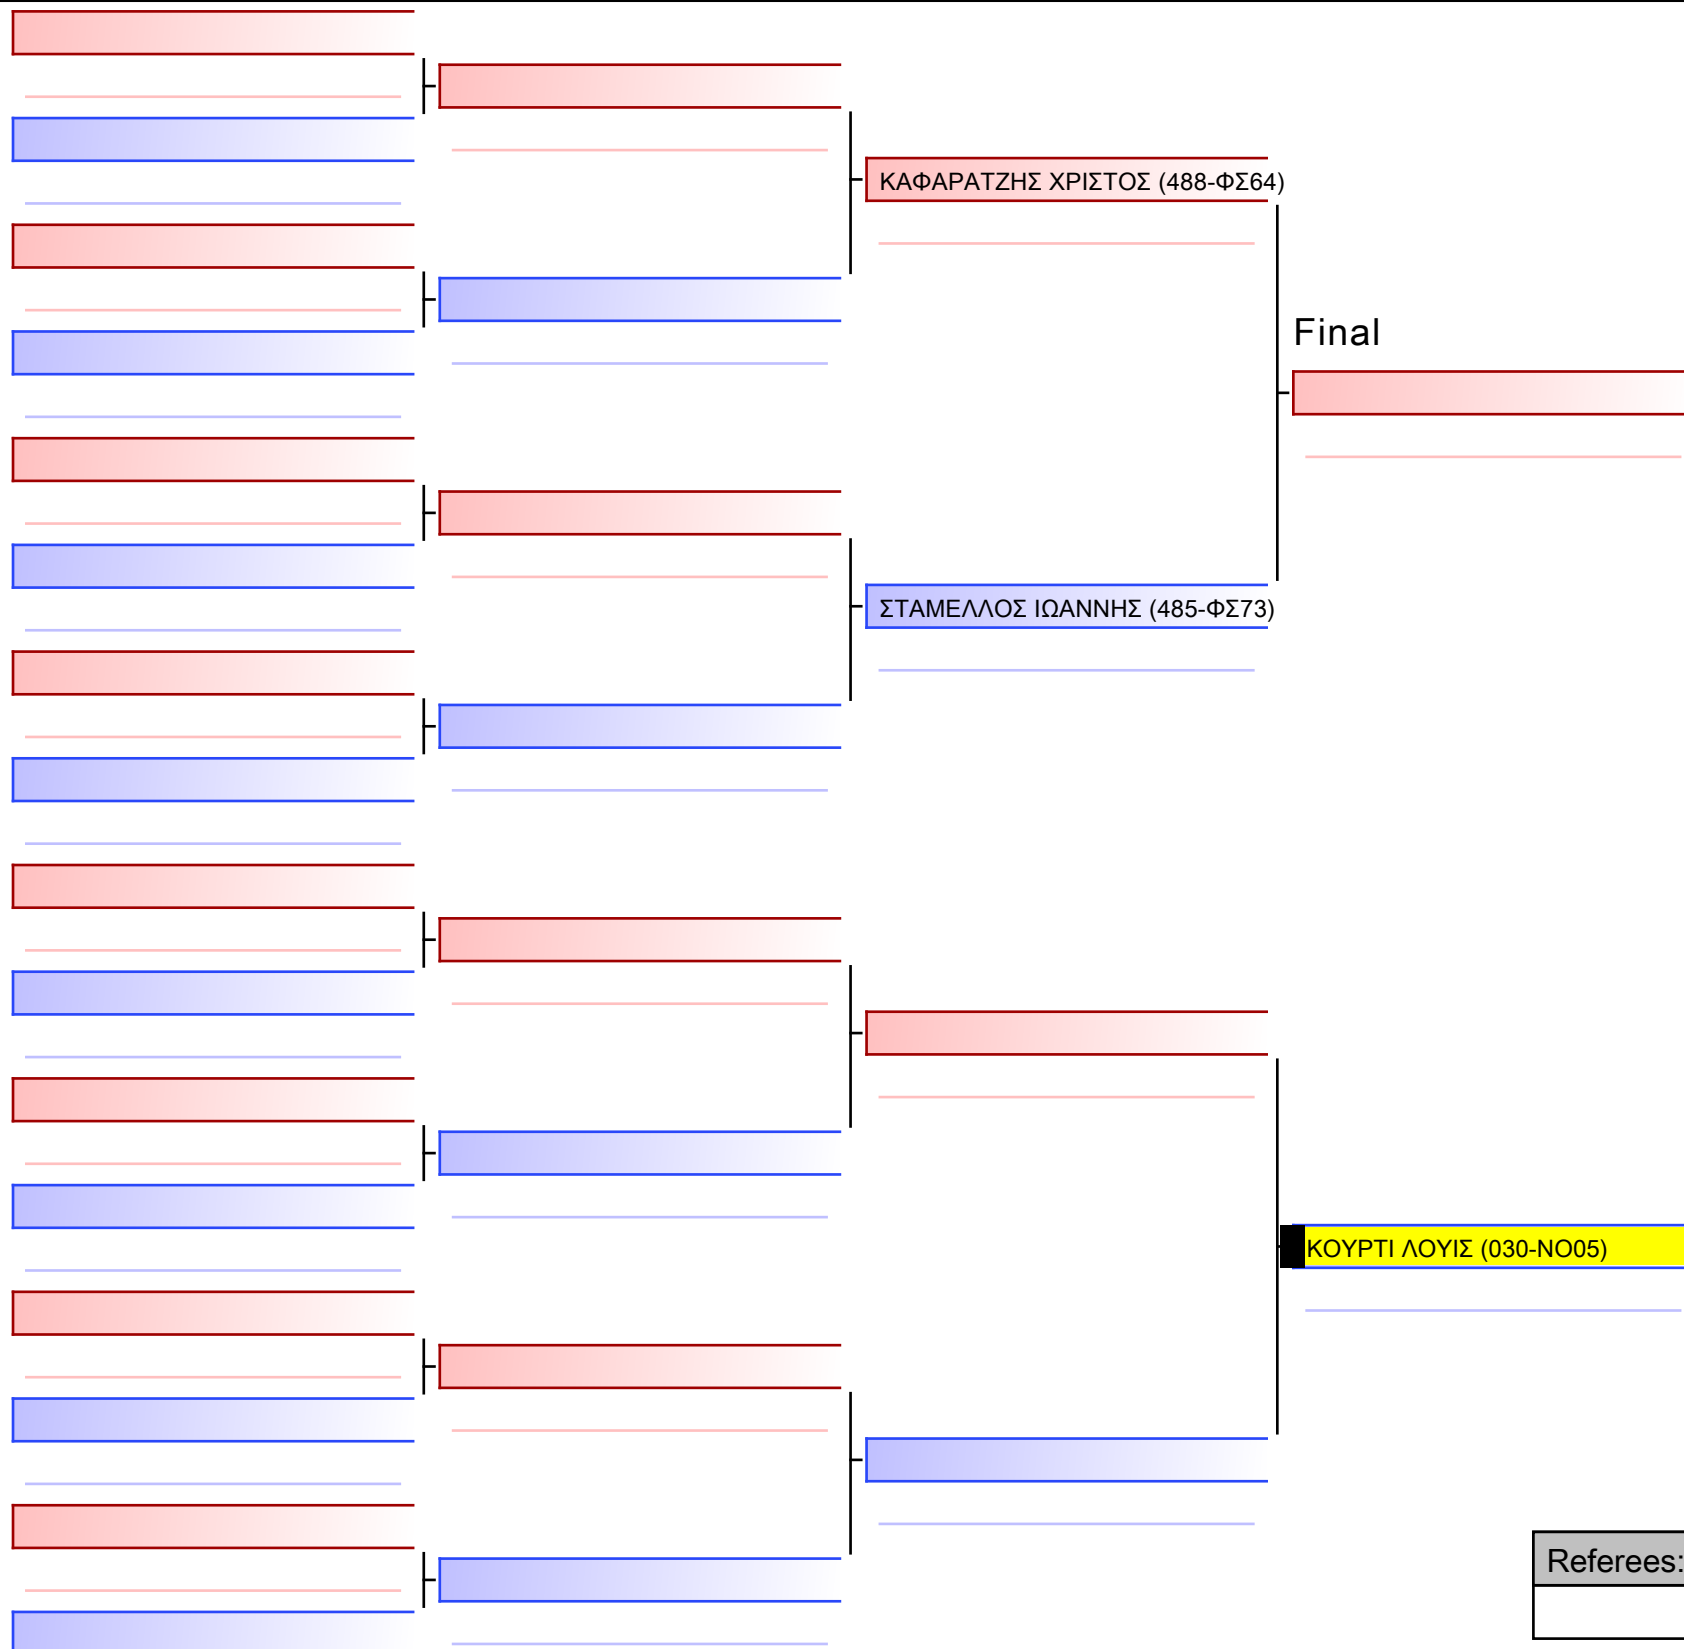 ΚΑΦΑΡΑΤΖΗΣ ΧΡΙΣΤΟΣ (488-ΦΣ64)
Final
ΣΤΑΜΕΛΛΟΣ ΙΩΑΝΝΗΣ (485-ΦΣ73)
ΚΟΥΡΤΙ ΛΟΥΙΣ (030-ΝΟ05)
Referees: